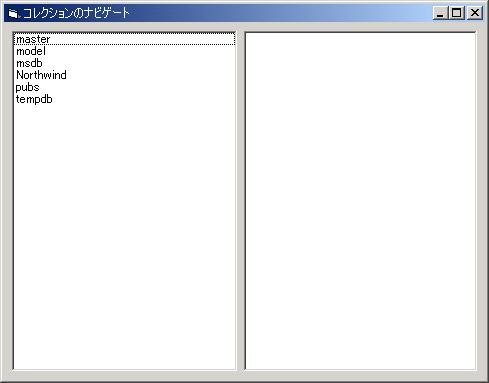 コレクションのナビゲート
master
model
msdb
Northwind
pubs
tempdb